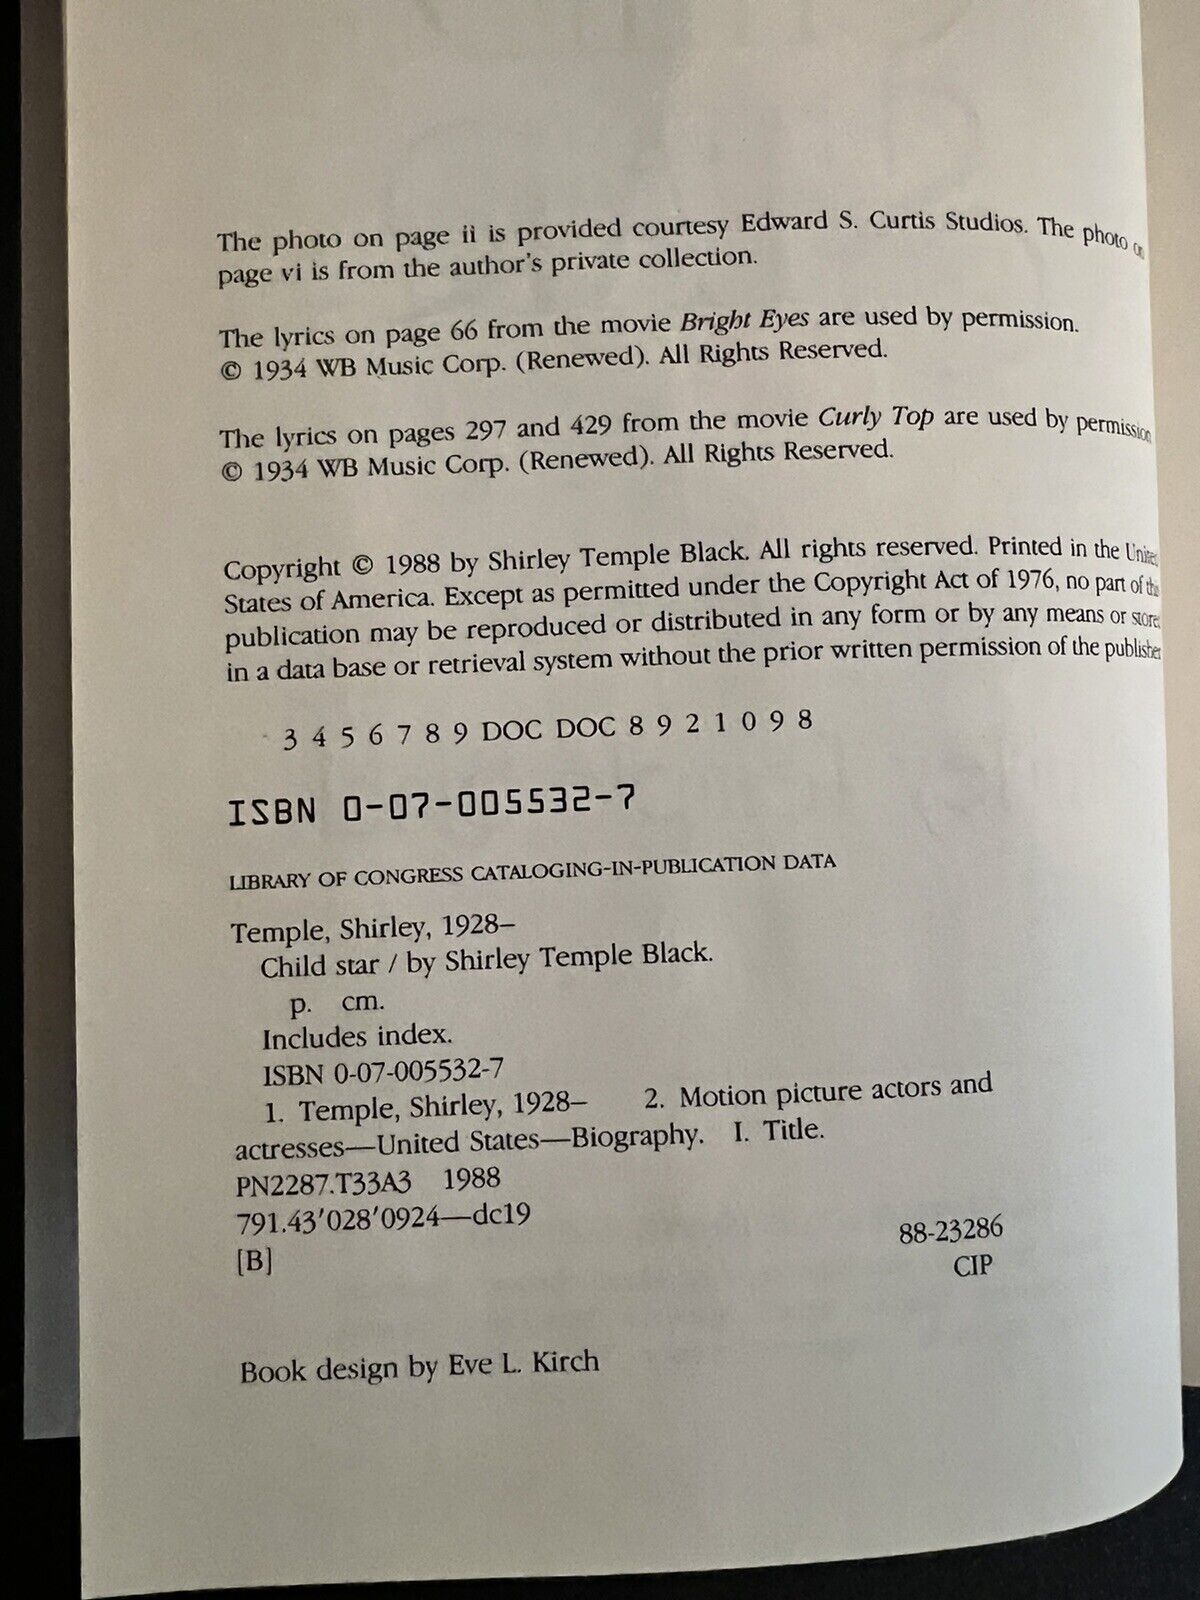 The photo on page ii is provided courtesy Edward S. Curtis Studios. The photo on
page vi is from the author's private collection.
The lyrics on page 66 from the movie Bright Eyes are used by permission.
© 1934 WB Music Corp. (Renewed). All Rights Reserved.
The lyrics on pages 297 and 429 from the movie Curly Top are used by permission
© 1934 WB Music Corp. (Renewed). All Rights Reserved.
Copyright © 1988 by Shirley Temple Black. All rights reserved. Printed in the United
States of America. Except as permitted under the Copyright Act of 1976, no part of this
publication may be reproduced or distributed in any form or by any means or stored
in a data base or retrieval system without the prior written permission of the publisher
3 4 5 6 7 8 9 DOC DOC 8 9 2 1 0 9 8
ISBN 0-07-005532-7
LIBRARY OF CONGRESS CATALOGING-IN-PUBLICATION DATA
Temple, Shirley, 1928–
Child star / by Shirley Temple Black.
p. cm.
Includes index.
ISBN 0-07-005532-7
1. Temple, Shirley, 1928– 2. Motion picture actors and
actresses—United States—Biography. I. Title.
PN2287.T33A3 1988
791.43'028'0924—dc19
88-23286
[B]
CIP
Book design by Eve L. Kirch